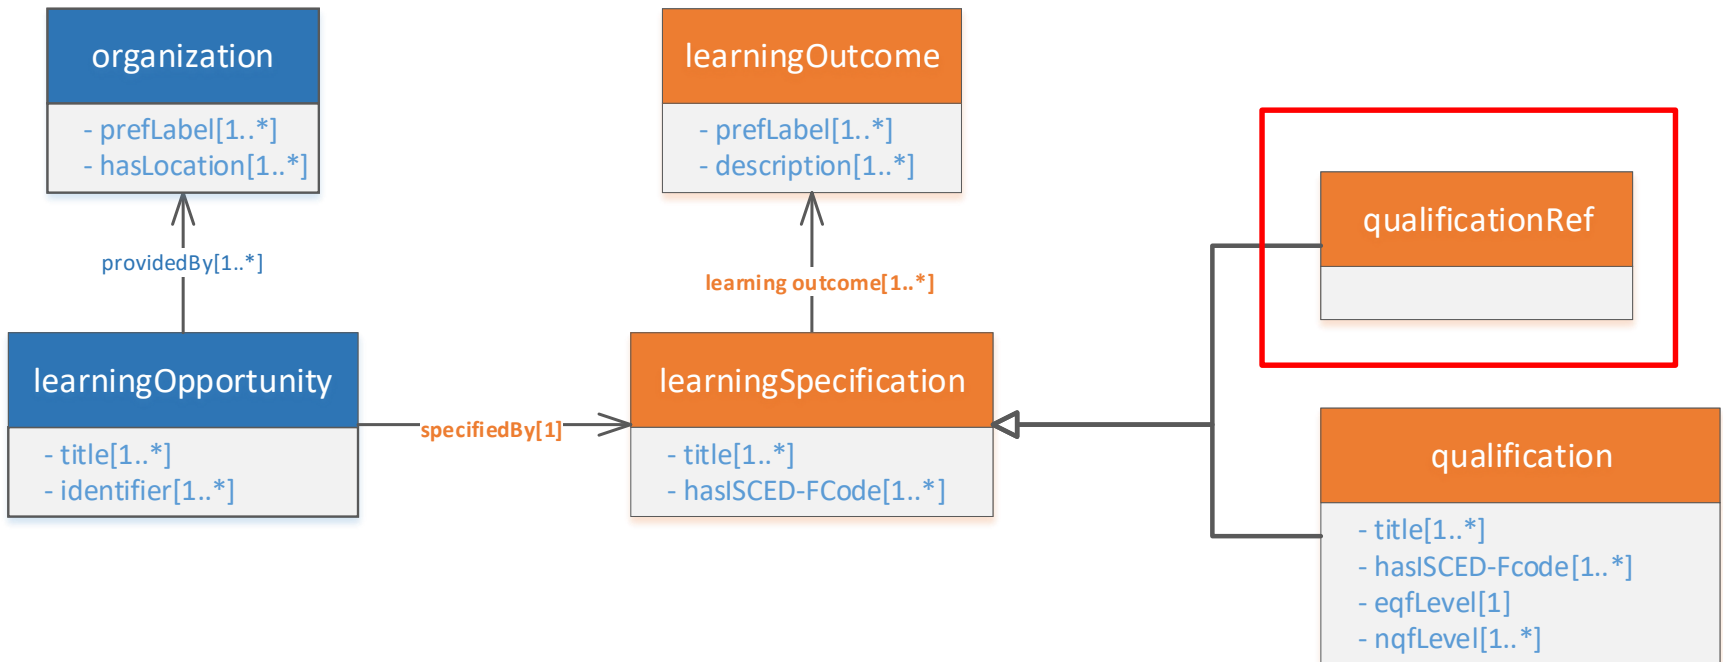 organization
- prefLabel[1..*]
- hasLocation[1..*]
providedBy[1..*]
learningOpportunity
- title[1..*]
- identifier[1..*]
specifiedBy[1]
learningOutcome
- prefLabel[1..*]
- description[1..*]
learning outcome[1..*]
learningSpecification
- title[1..*]
- hasISCED-FCode[1..*]
qualificationRef
qualification
- title[1..*]
- hasISCED-Fcode[1..*]
- eqfLevel[1]
- nqfLevel[1..*]